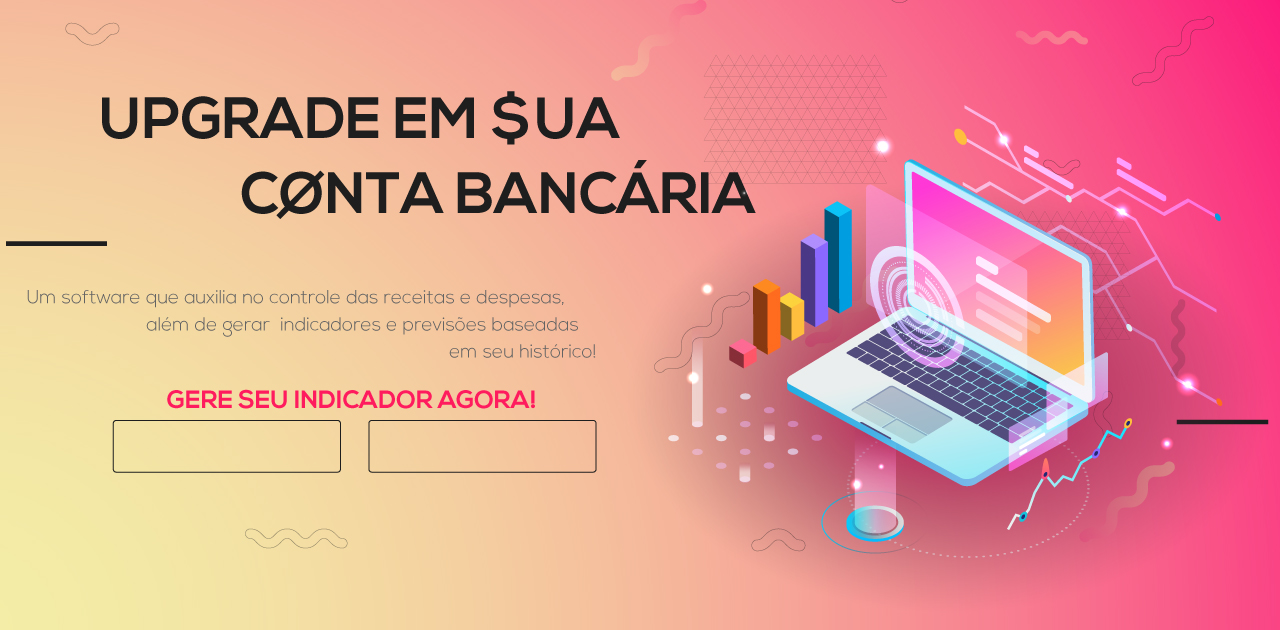 UPGRADE EM $UA
CØNTA BANCÁRIA
Um software que auxilia no controle das receitas e despesas,
além de gerar indicadores e previsões baseadas
em seu histórico!
GERE SEU INDICADOR AGORA!